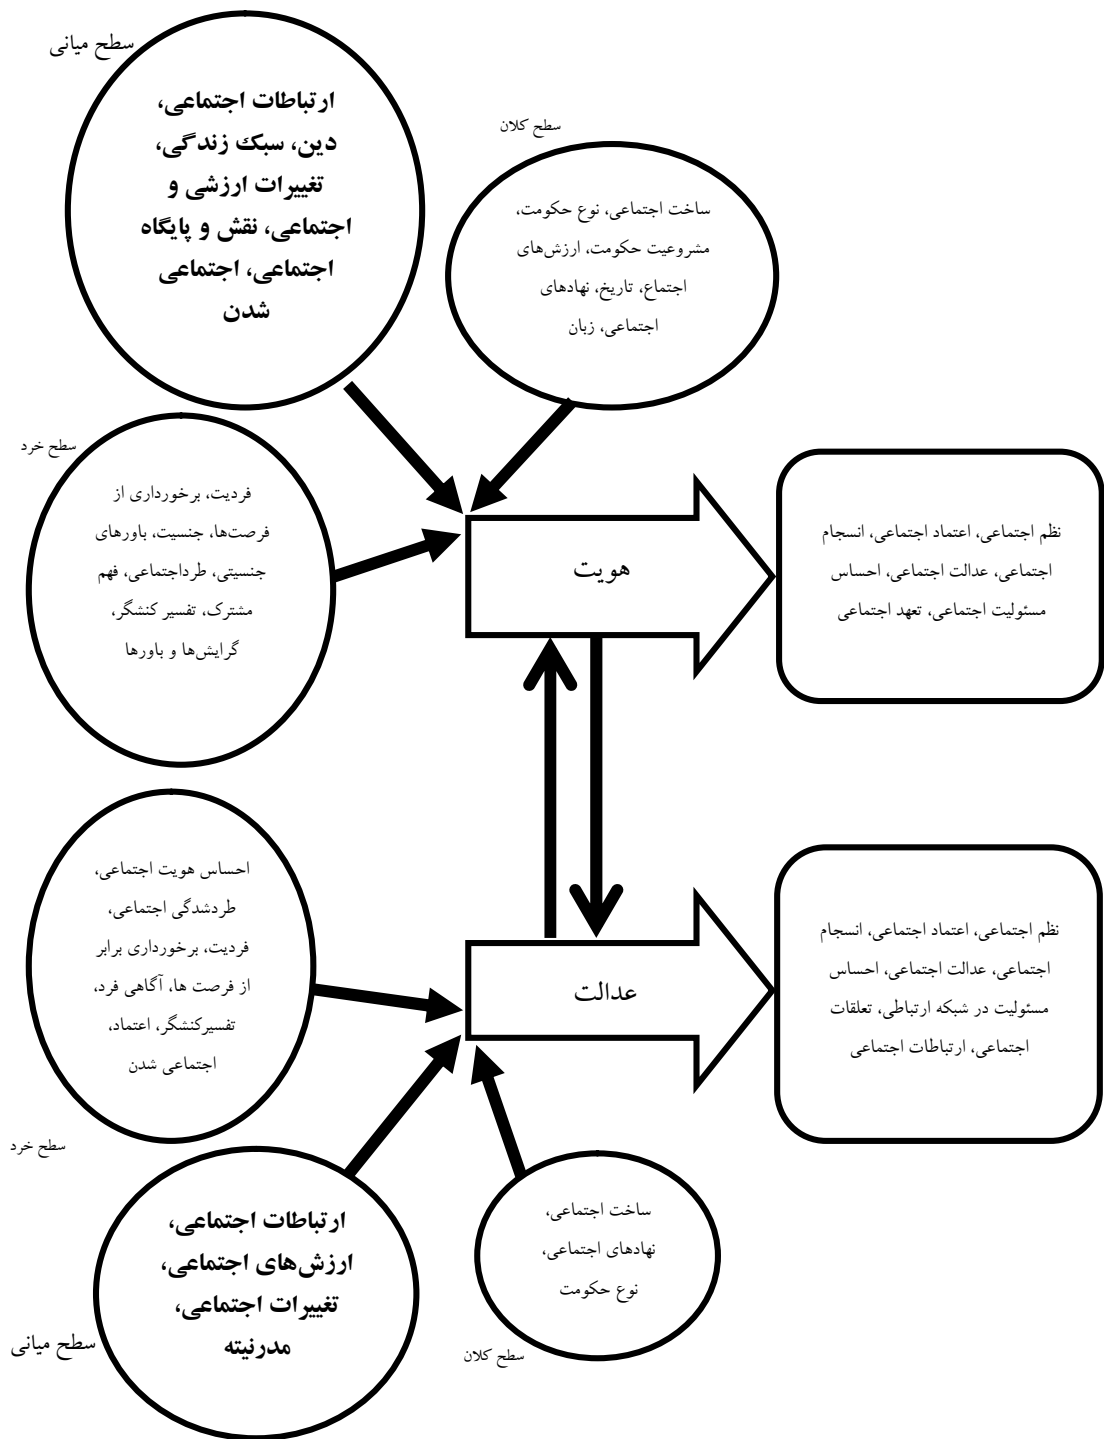 سطح میانی
ارتباطات اجتماعی،
دین، سبک زندگی،
تغییرات ارزشی و
اجتماعی، نقش و پایگاه
اجتماعی، اجتماعی
شدن
سطح کلان
ساخت اجتماعی، نوع حکومت،
مشروعیت حکومت، ارزش‌های
اجتماع، تاریخ، نهادهای
اجتماعی، زبان
سطح خرد
فردیت، برخورداری از
فرصت‌ها، جنسیت، باورهای
جنسیتی، طرداجتماعی، فهم
مشترک، تفسیر کنشگر،
گرایش‌ها و باورها
هویت
نظم اجتماعی، اعتماد اجتماعی، انسجام
اجتماعی، عدالت اجتماعی، احساس
مسئولیت اجتماعی، تعهد اجتماعی
احساس هویت اجتماعی،
طردشدگی اجتماعی،
فردیت، برخورداری برابر
از فرصت ها، آگاهی فرد،
تفسیرکنشگر، اعتماد،
اجتماعی شدن
سطح خرد
عدالت
نظم اجتماعی، اعتماد اجتماعی، انسجام
اجتماعی، عدالت اجتماعی، احساس
مسئولیت در شبکه ارتباطی، تعلقات
اجتماعی، ارتباطات اجتماعی
ارتباطات اجتماعی،
ارزش‌های اجتماعی،
تغییرات اجتماعی،
مدرنیته
سطح میانی
ساخت اجتماعی،
نهادهای اجتماعی،
نوع حکومت
سطح کلان